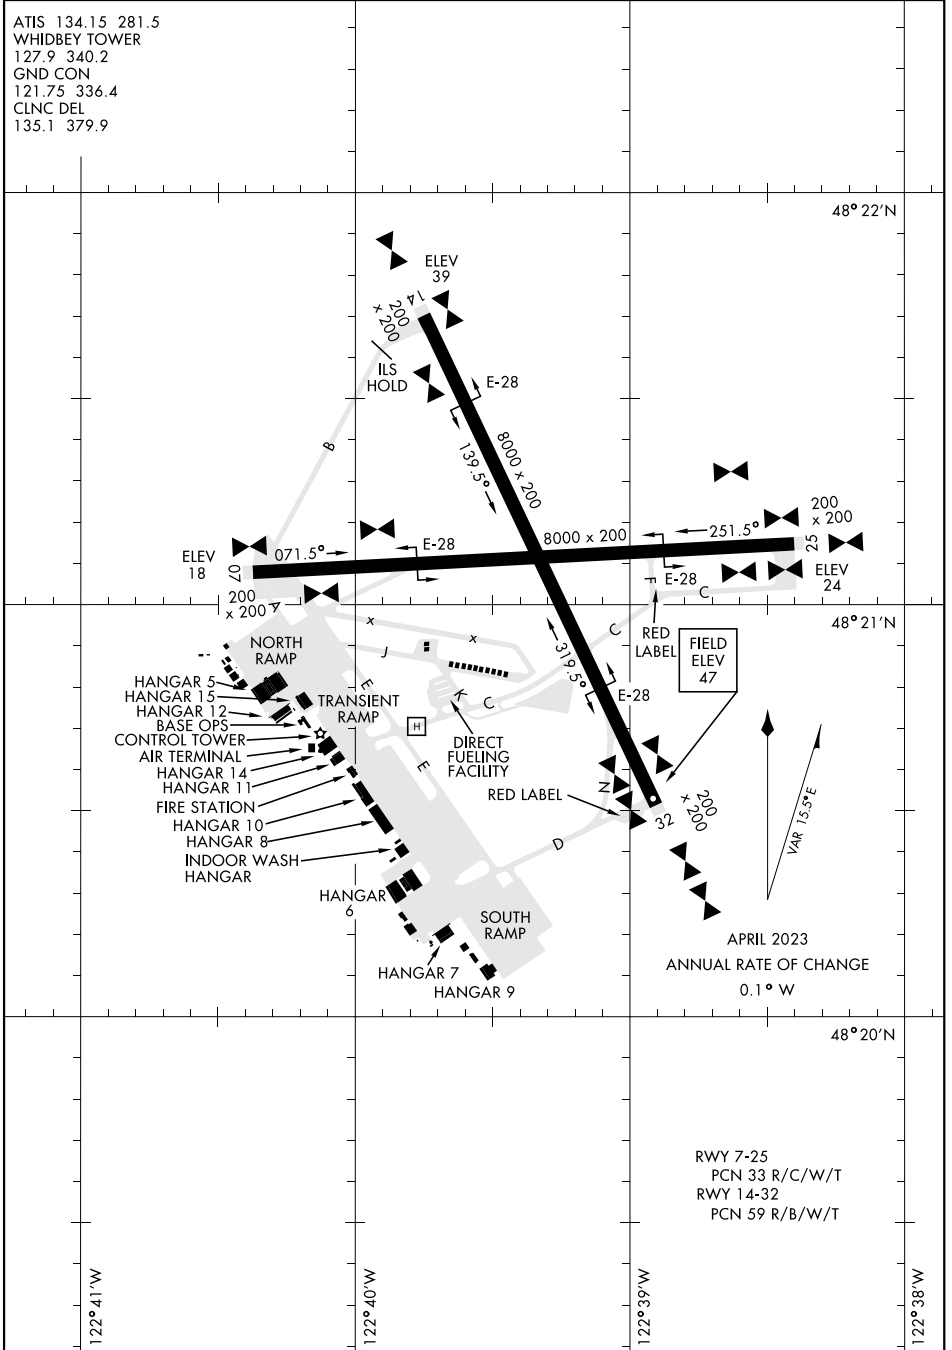 ATIS 134.15 281.5
WHIDBEY TOWER
127.9 340.2
GND CON
121.75 336.4
CLNC DEL
135.1 379.9
48°22'N
ELEV
39
14
200
x 200
ILS
HOLD
E-28
B
139.5°
8000 x 200
8000 x 200
251.5°
200
x 200
25
ELEV
24
ELEV
18
07
071.5°
E-28
E-28
F
C
200
x 200
A
48°21'N
x
x
J
C
RED
LABEL
FIELD
ELEV
47
NORTH
RAMP
319.5°
E-28
E
K
C
TRANSIENT
RAMP
H
E
DIRECT
FUELING
FACILITY
HANGAR 5
HANGAR 15
HANGAR 12
BASE OPS
CONTROL TOWER
AIR TERMINAL
HANGAR 14
HANGAR 11
FIRE STATION
HANGAR 10
HANGAR 8
INDOOR WASH
HANGAR
RED LABEL
N
D
32
200
x 200
VAR 15.5°E
HANGAR
6
SOUTH
RAMP
HANGAR 7
HANGAR 9
APRIL 2023
ANNUAL RATE OF CHANGE
0.1° W
48°20'N
RWY 7-25
PCN 33 R/C/W/T
RWY 14-32
PCN 59 R/B/W/T
122°41'W
122°40'W
122°39'W
122°38'W